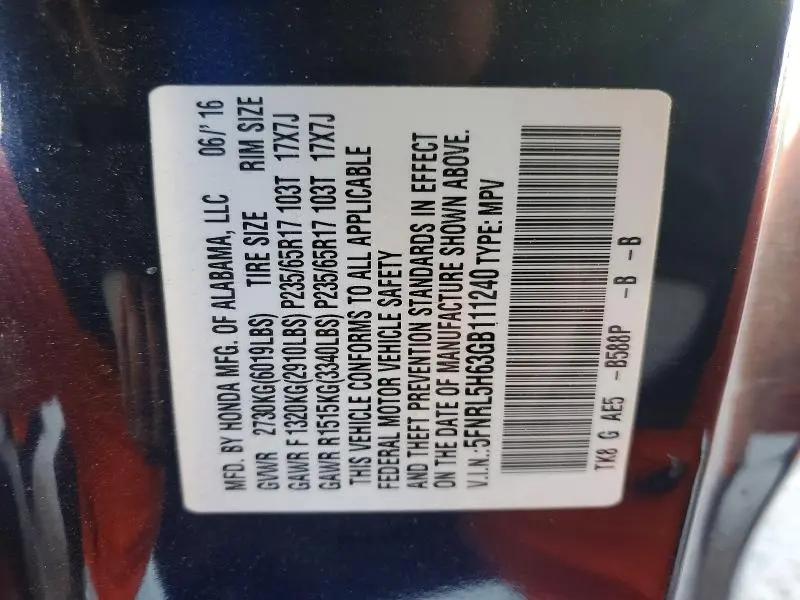 MFD. BY HONDA MFG. OF ALABAMA, LLC 06/'16
GVWR 2730KG(6019LBS) TIRE SIZE RIM SIZE
GAWR F 1320KG(2910LBS) P235/65R17 103T 17X7J
GAWR R1515KG(3340LBS) P235/65R17 103T 17X7J
THIS VEHICLE CONFORMS TO ALL APPLICABLE
FEDERAL MOTOR VEHICLE SAFETY
AND THEFT PREVENTION STANDARDS IN EFFECT
ON THE DATE OF MANUFACTURE SHOWN ABOVE.
V.I.N.:5FNRL5H63GB111240 TYPE: MPV
TK8 G AE5 -B588P -B -B